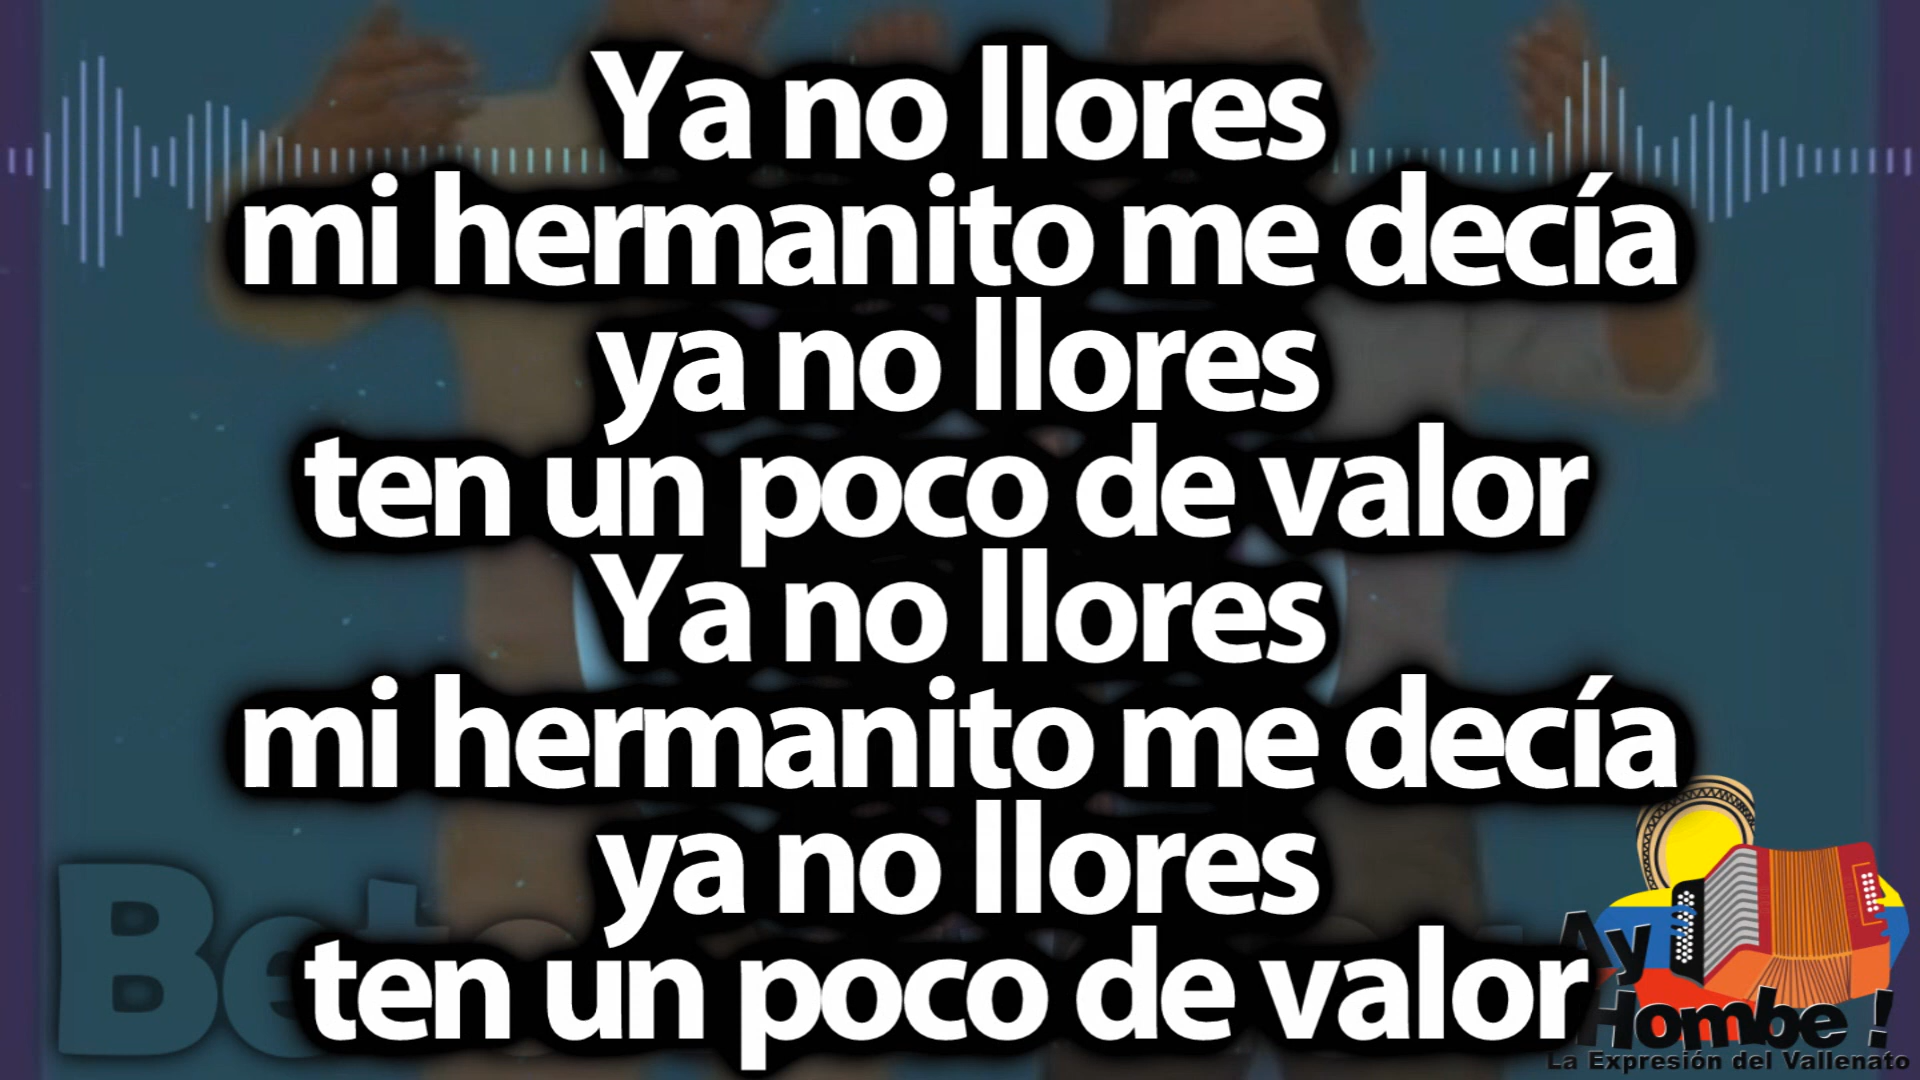 Ya no llores
mi hermanito me decía
ya no llores
ten un poco de valor
Ya no llores
mi hermanito me decía
ya no llores
ten un poco de valor
Ay Hombe !
La Expresión del Vallenato